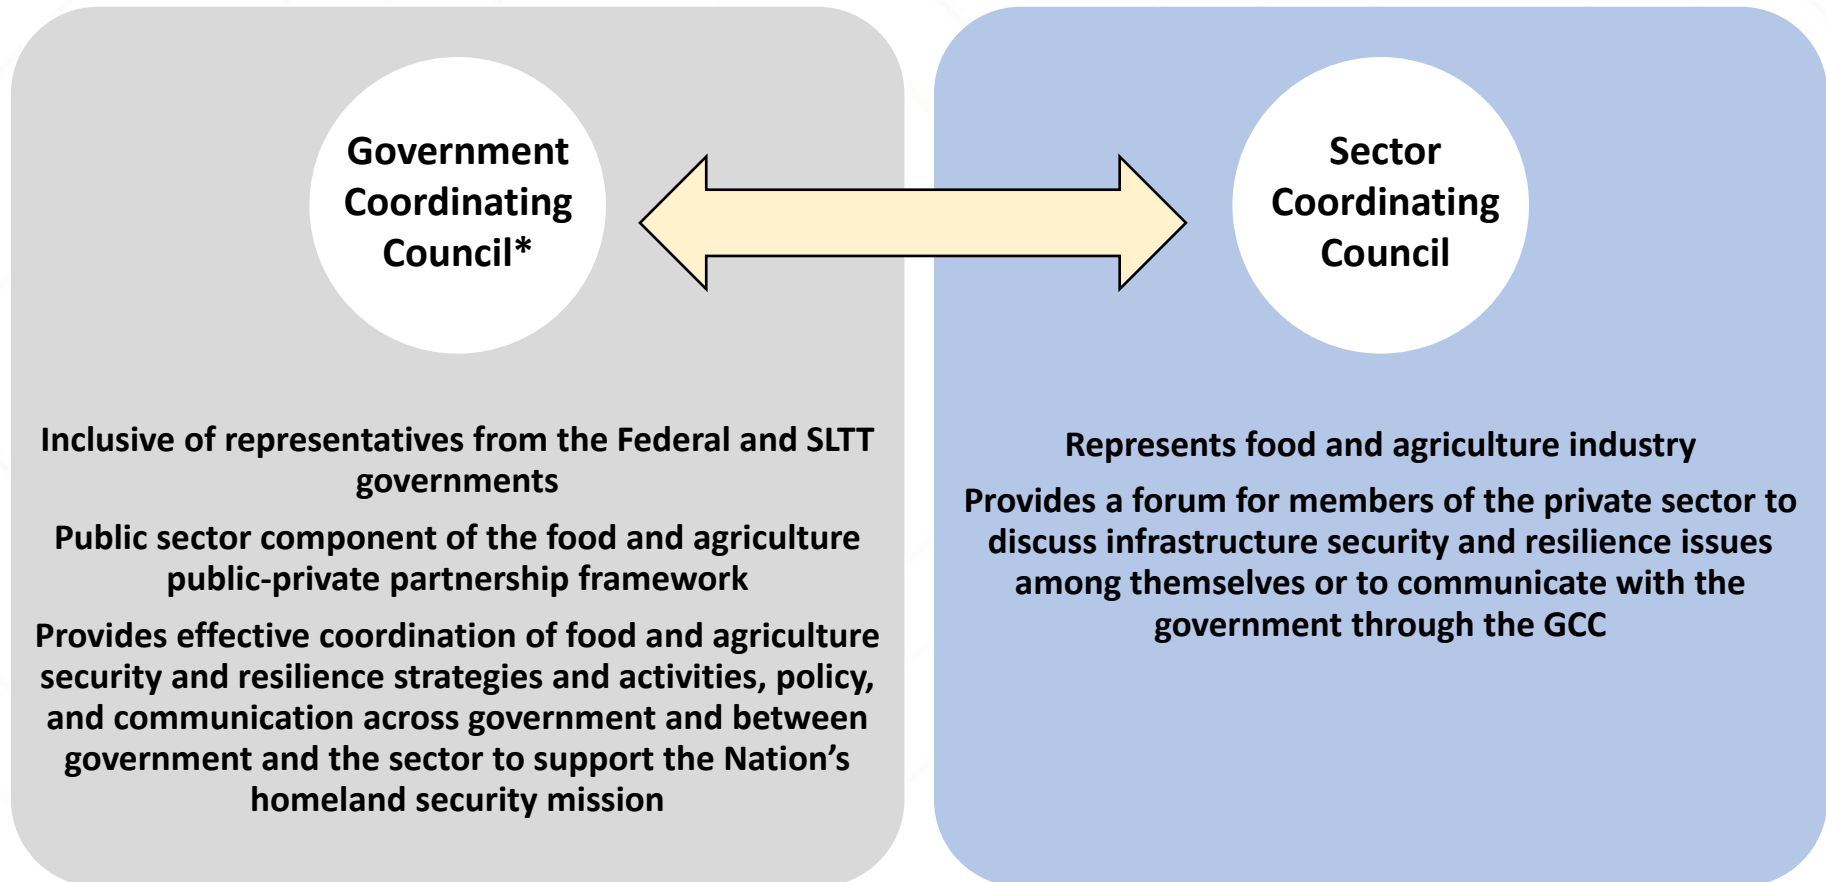 Government
Coordinating
Council*
Inclusive of representatives from the Federal and SLTT
governments
Public sector component of the food and agriculture
public-private partnership framework
Provides effective coordination of food and agriculture
security and resilience strategies and activities, policy,
and communication across government and between
government and the sector to support the Nation’s
homeland security mission
Sector
Coordinating
Council
Represents food and agriculture industry
Provides a forum for members of the private sector to
discuss infrastructure security and resilience issues
among themselves or to communicate with the
government through the GCC